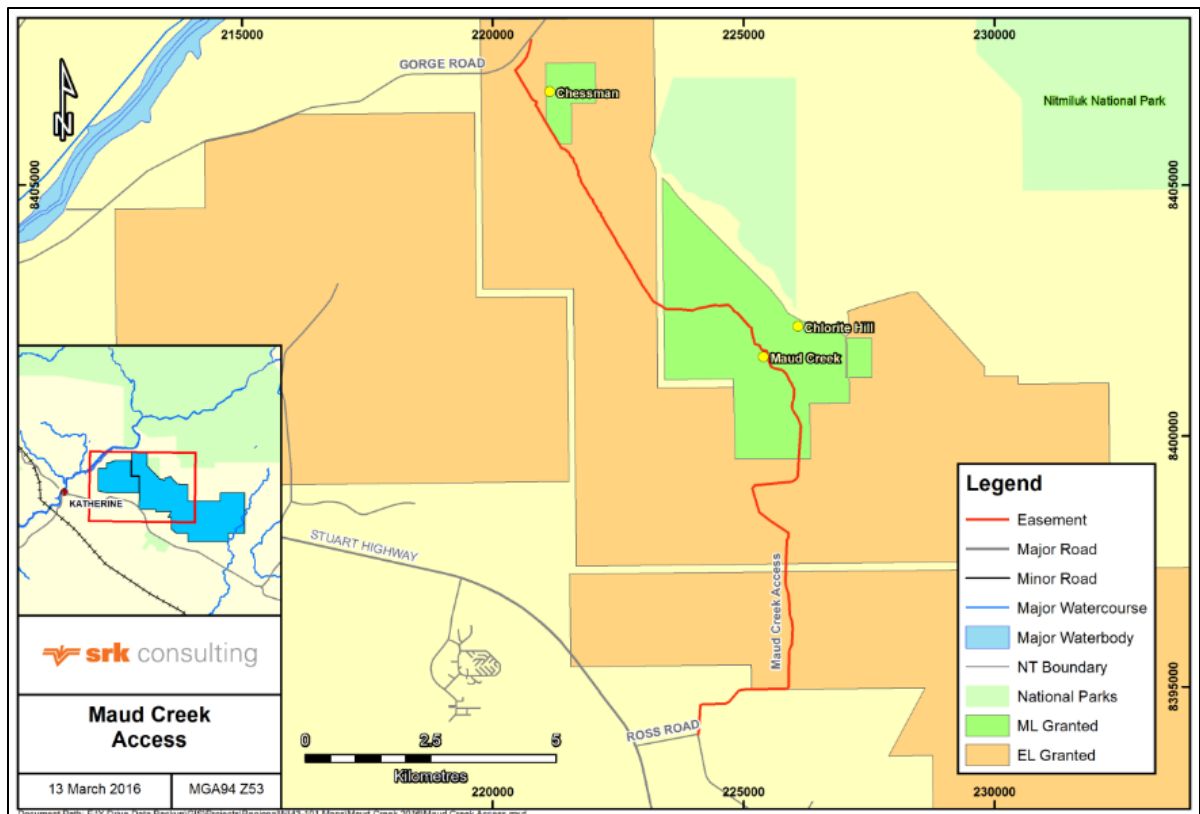 215000
220000
225000
230000
GORGE ROAD
Chessman
Nitmiluk National Park
N
8405000
8405000
Chlorite Hill
Maud Creek
8400000
KATHERINE
STUART HIGHWAY
Maud Creek Access
ROSS ROAD
8395000
0 2.5 5
Kilometres
Legend
Easement
Major Road
Minor Road
Major Watercourse
Major Waterbody
NT Boundary
National Parks
ML Granted
EL Granted
srk consulting
Maud Creek
Access
13 March 2016
MGA94 Z53
220000
225000
230000